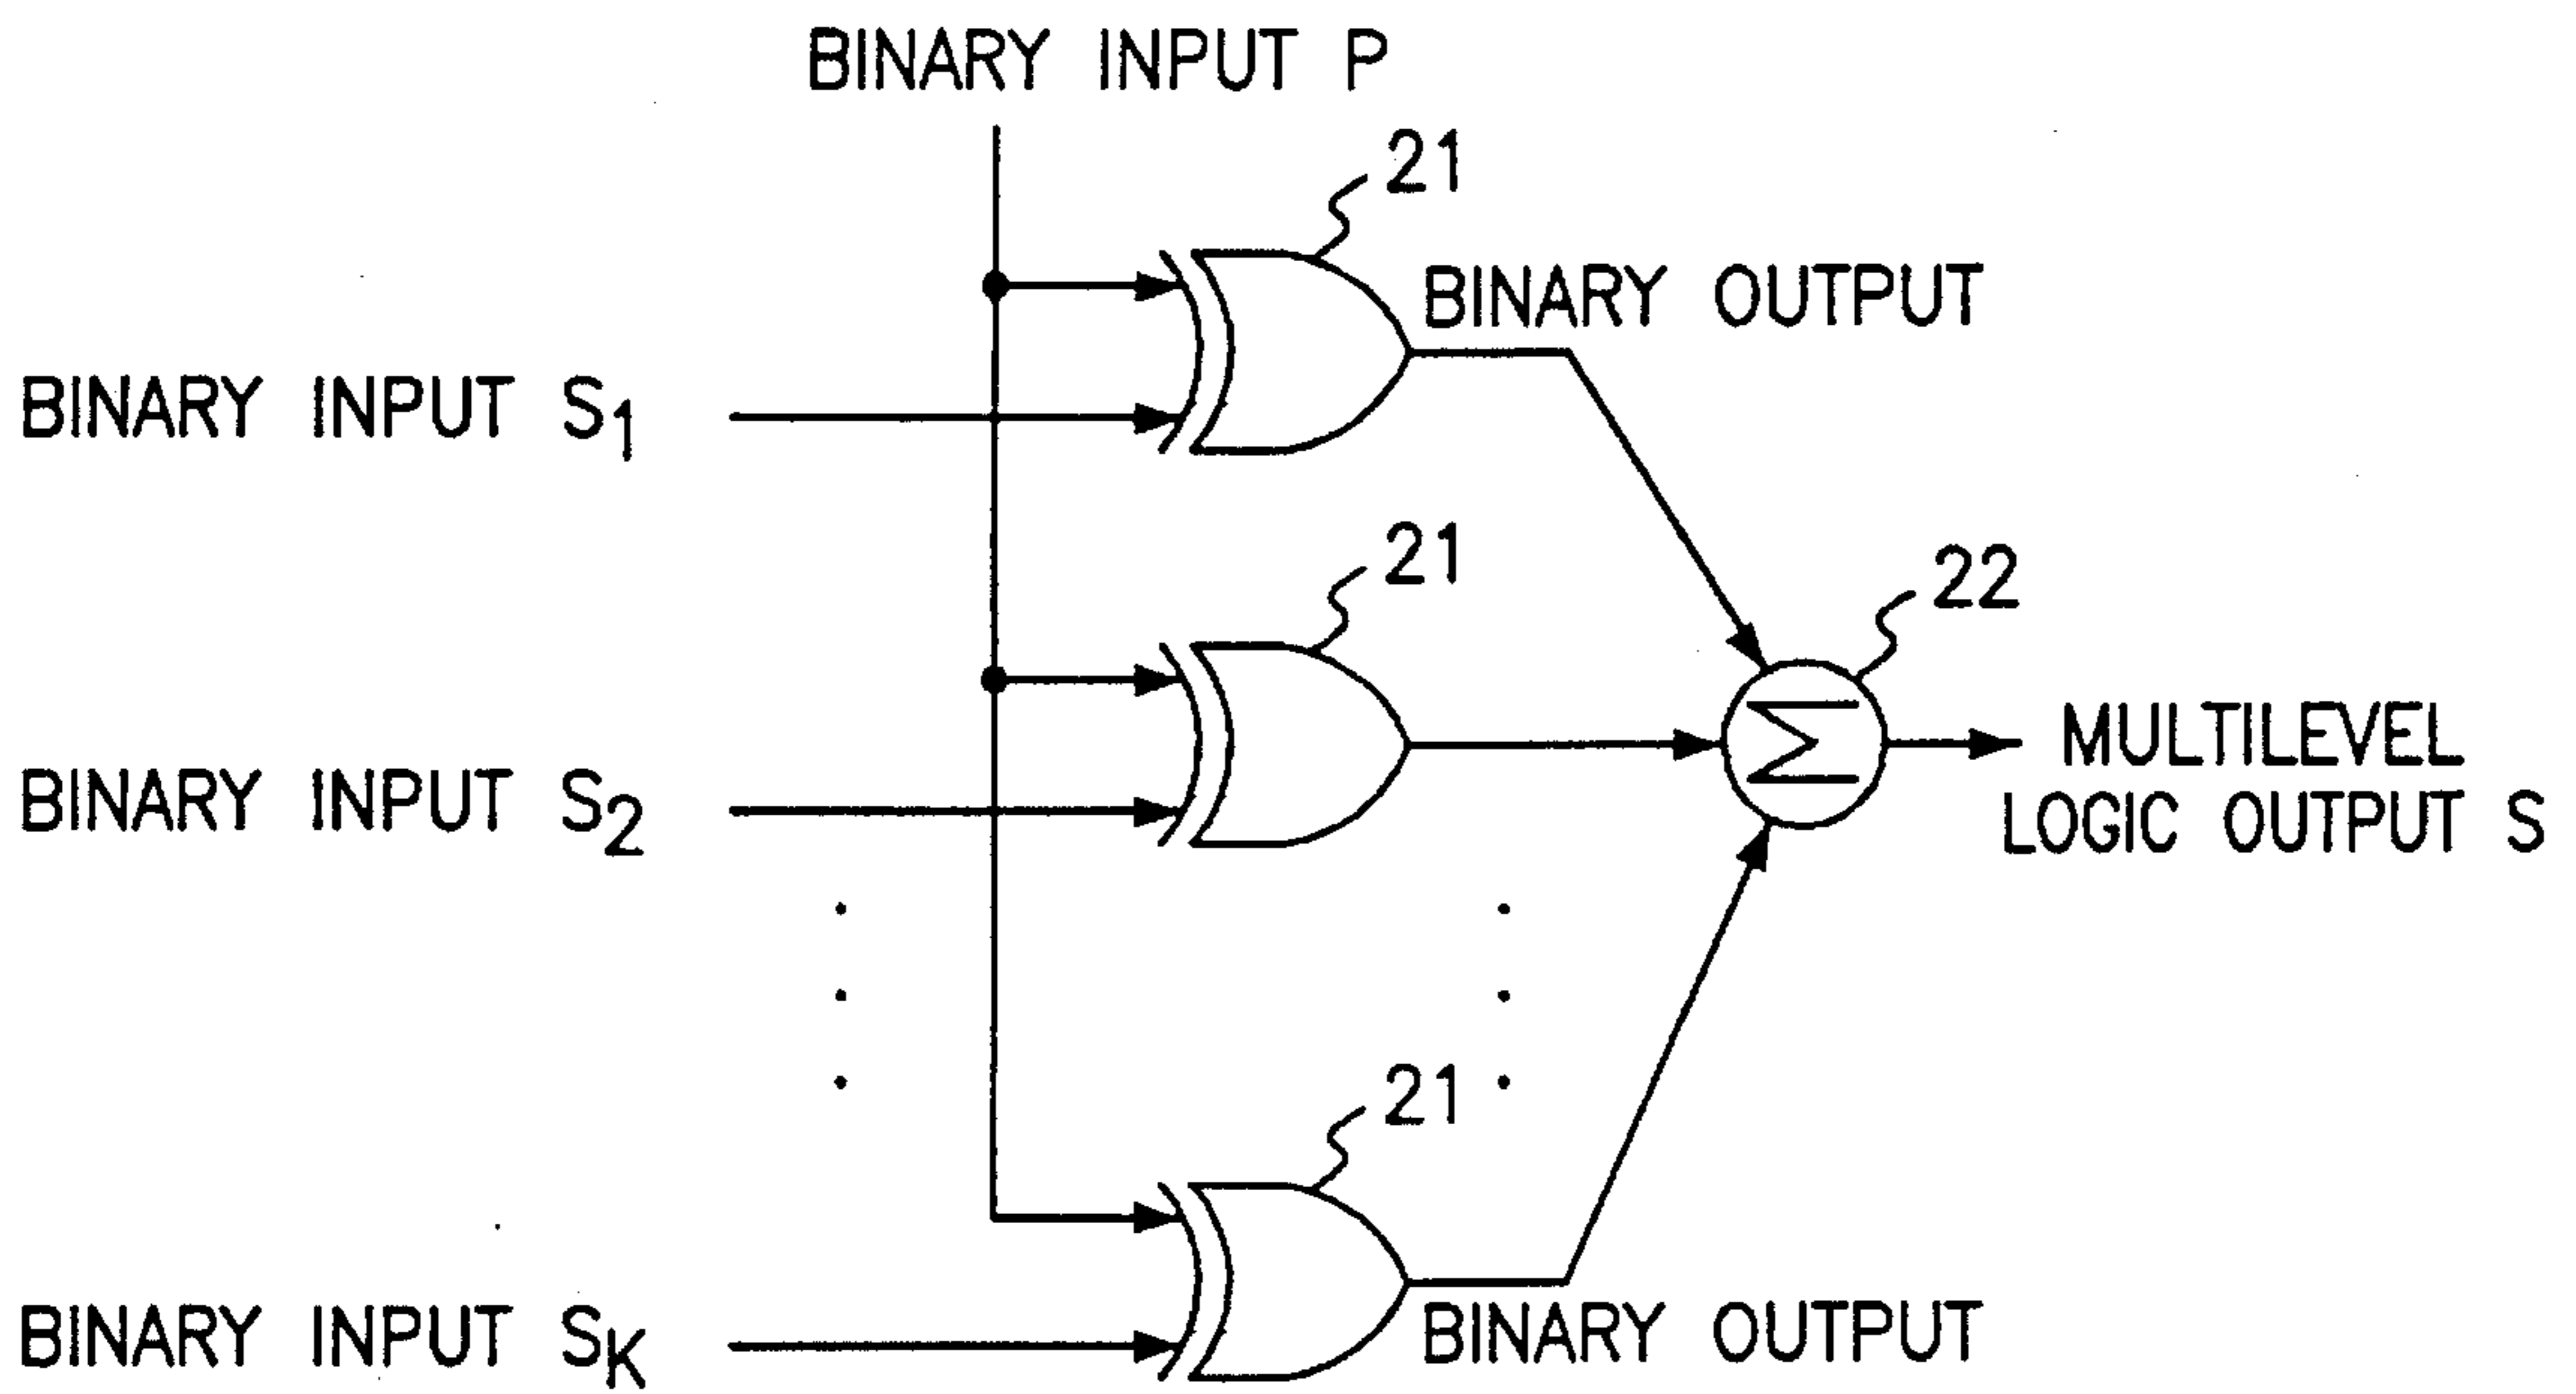 BINARY INPUT P
21
BINARY OUTPUT
BINARY INPUT S1
21
22
MULTILEVEL
LOGIC OUTPUT S
BINARY INPUT S2
Σ
21
BINARY INPUT SK
BINARY OUTPUT